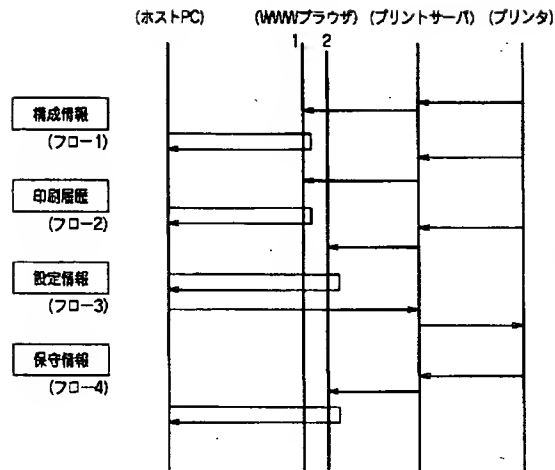 (ホストPC) (WWWブラウザ) (プリントサーバ) (プリンタ)
1 2
構成情報
(フロー1)
印刷履歴
(フロー2)
設定情報
(フロー3)
保守情報
(フロー4)